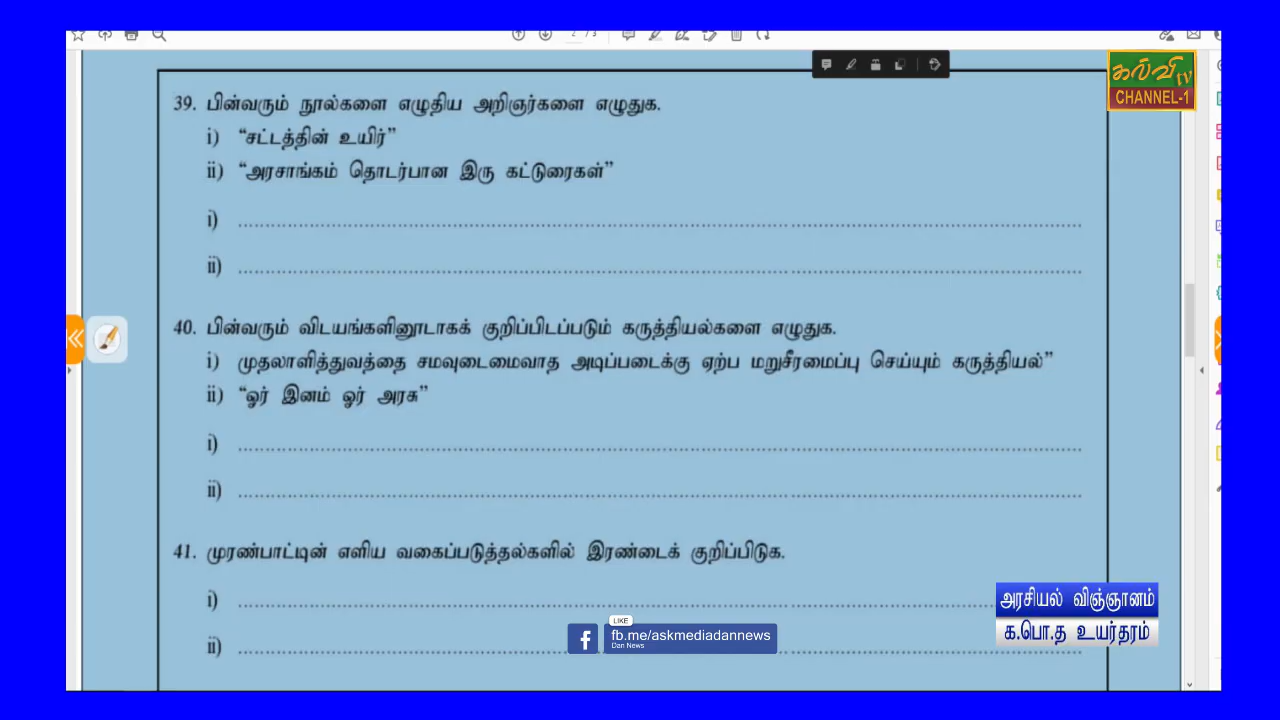 2 / 3
கல்வி TV
CHANNEL-1
39. பின்வரும் நூல்களை எழுதிய அறிஞர்களை எழுதுக.
i) “சட்டத்தின் உயிர்”
ii) “அரசாங்கம் தொடர்பான இரு கட்டுரைகள்”
i) ................................................
ii) ................................................
40. பின்வரும் விடயங்களினூடாகக் குறிப்பிடப்படும் கருத்தியல்களை எழுதுக.
i) முதலாளித்துவத்தை சமவுடைமைவாத அடிப்படைக்கு ஏற்ப மறுசீரமைப்பு செய்யும் கருத்தியல்”
ii) “ஓர் இனம் ஓர் அரசு”
i) ................................................
ii) ................................................
41. முரண்பாட்டின் எளிய வகைப்படுத்தல்களில் இரண்டைக் குறிப்பிடுக.
i) ................................................
ii) ................................................
அரசியல் விஞ்ஞானம்
க.பொ.த உயர்தரம்
LIKE
fb.me/askmediadannews
Dan News